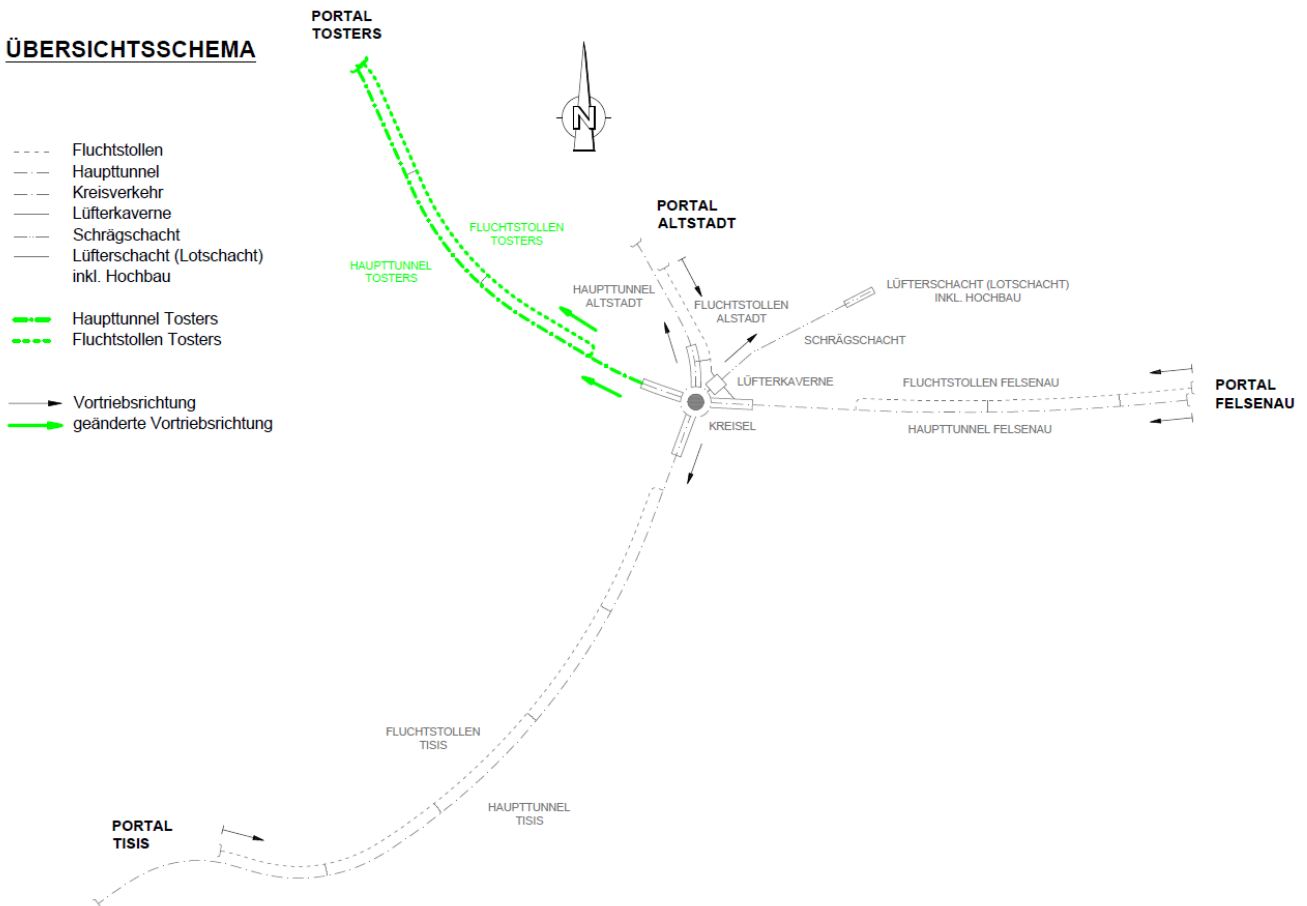 ÜBERSICHTSSCHEMA
PORTAL
TOSTERS
N
Fluchtstollen
Haupttunnel
Kreisverkehr
Lüfterkaverne
Schrägschacht
Lüfterschacht (Lotschacht)
inkl. Hochbau
Haupttunnel Tosters
Fluchtstollen Tosters
Vortriebsrichtung
geänderte Vortriebsrichtung
FLUCHTSTOLLEN
TOSTERS
HAUPTTUNNEL
TOSTERS
PORTAL
ALTSTADT
HAUPTTUNNEL
ALTSTADT
FLUCHTSTOLLEN
ALSTADT
LÜFTERSCHACHT (LOTSCHACHT)
INKL. HOCHBAU
SCHRÄGSCHACHT
LÜFTERKAVERNE
KREISEL
FLUCHTSTOLLEN FELSENAU
HAUPTTUNNEL FELSENAU
PORTAL
FELSENAU
FLUCHTSTOLLEN
TISIS
HAUPTTUNNEL
TISIS
PORTAL
TISIS